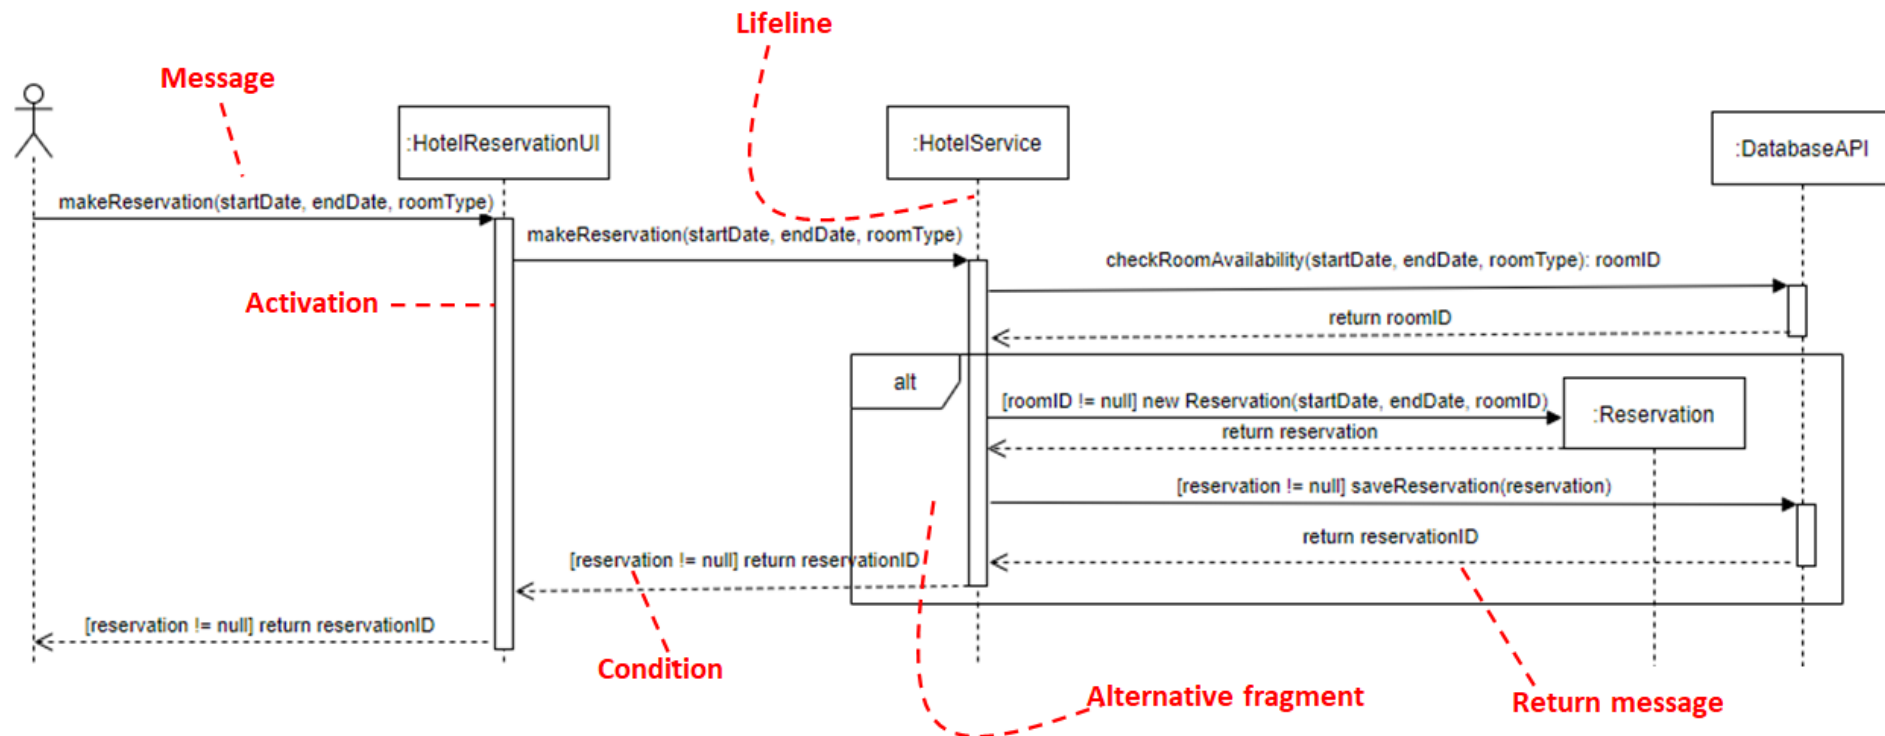 Lifeline
Message
:HotelReservationUI
:HotelService
:DatabaseAPI
makeReservation(startDate, endDate, roomType)
makeReservation(startDate, endDate, roomType)
checkRoomAvailability(startDate, endDate, roomType): roomID
Activation
return roomID
alt
[roomID != null] new Reservation(startDate, endDate, roomID)
:Reservation
return reservation
[reservation != null] saveReservation(reservation)
return reservationID
[reservation != null] return reservationID
[reservation != null] return reservationID
Condition
Alternative fragment
Return message